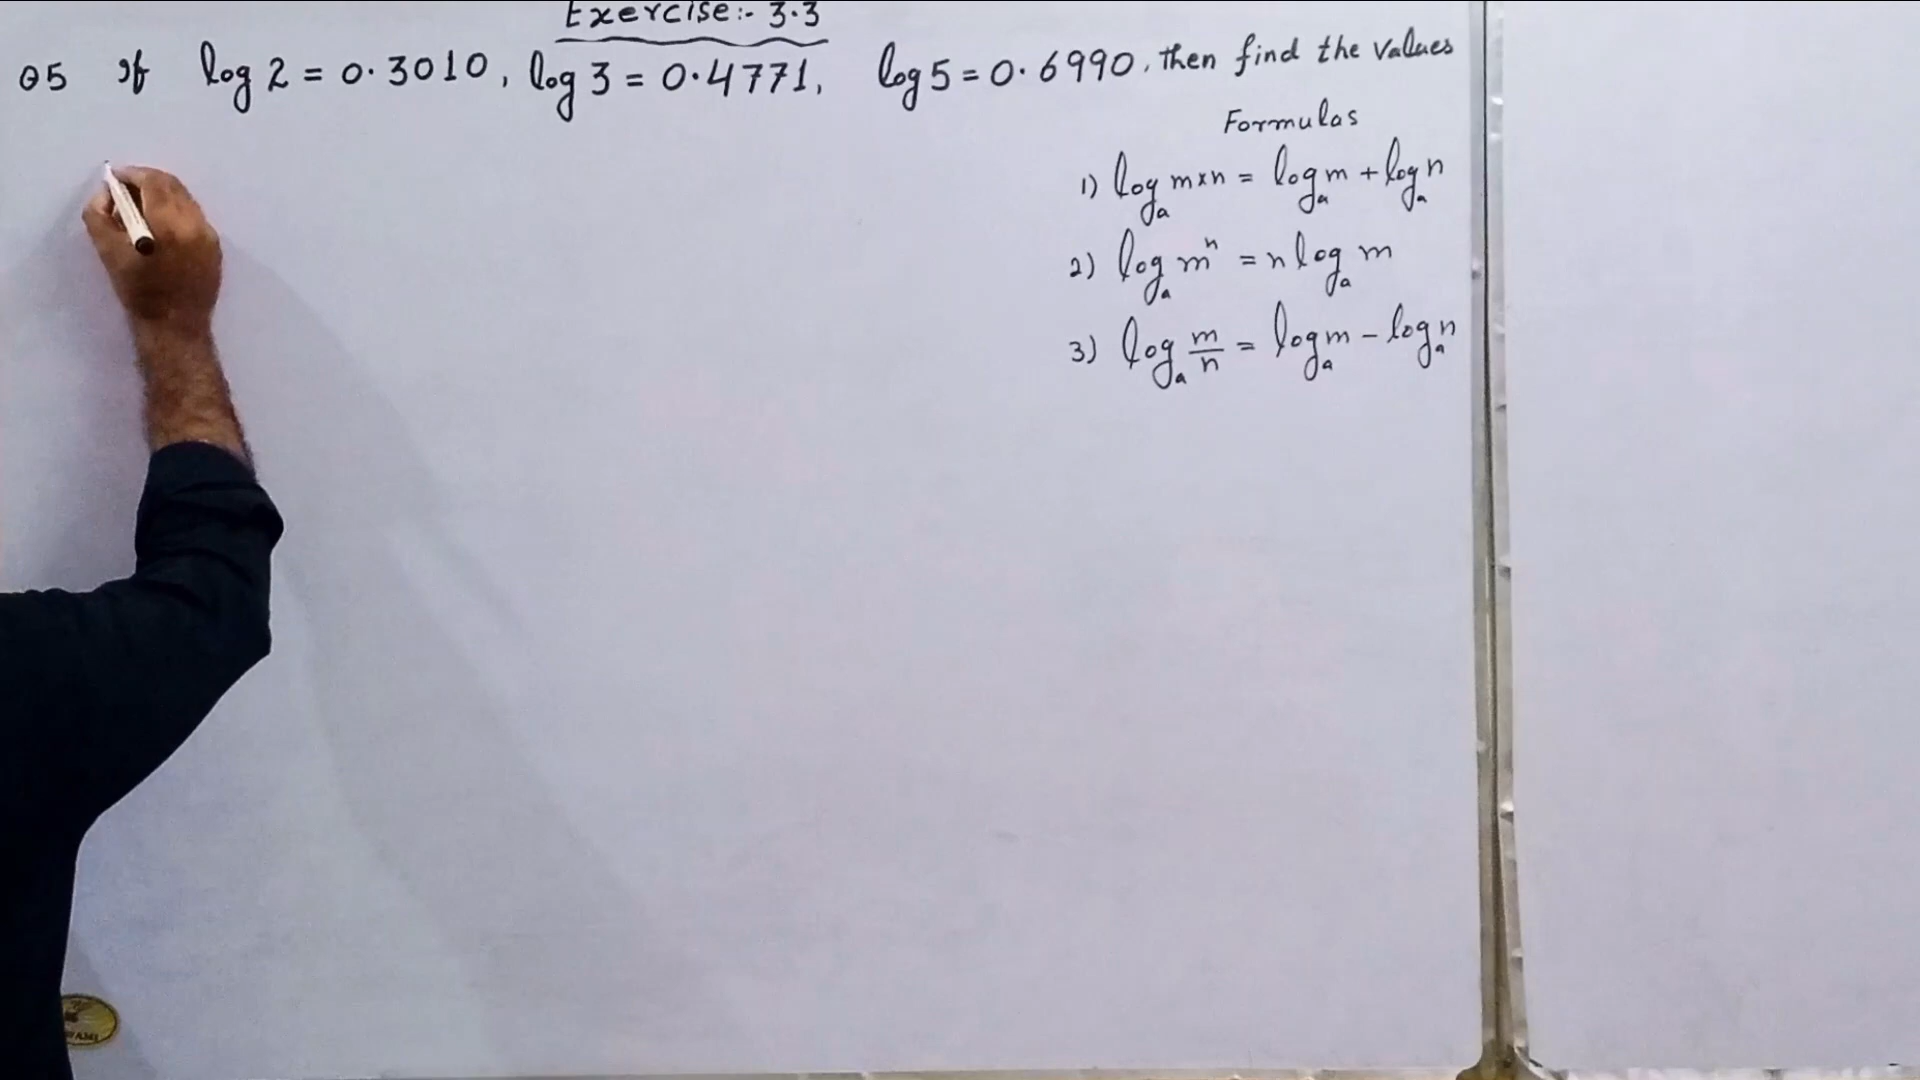 Exercise:- 3.3
Q5 If log 2 = 0.3010, log 3 = 0.4771, log 5 = 0.6990, then find the values
Formulas
1) logₐ m×n = logₐ m + logₐ n
2) logₐ mⁿ = n logₐ m
3) logₐ m/n = logₐ m - logₐ n